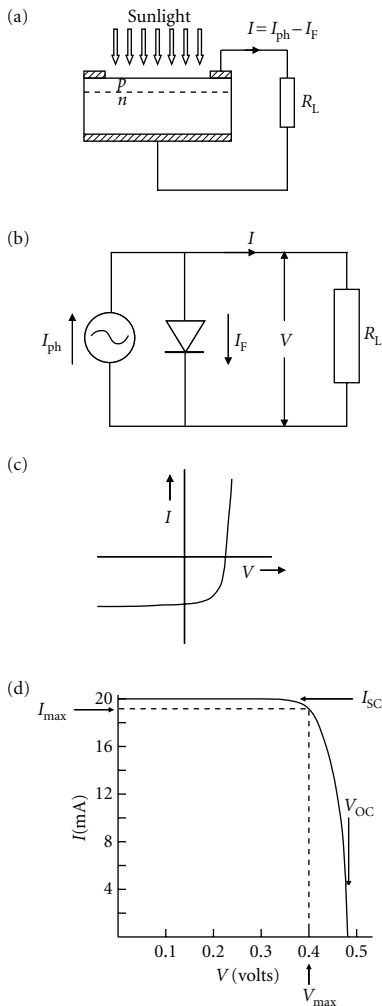 (a)
Sunlight
I = I_ph – I_F
p
n
R_L
(b)
I
I_ph
I_F
V
R_L
(c)
I
V
(d)
20
I_max
I_SC
16
12
V_OC
I(mA)
8
4
0.1 0.2 0.3 0.4 0.5
V (volts)
V_max